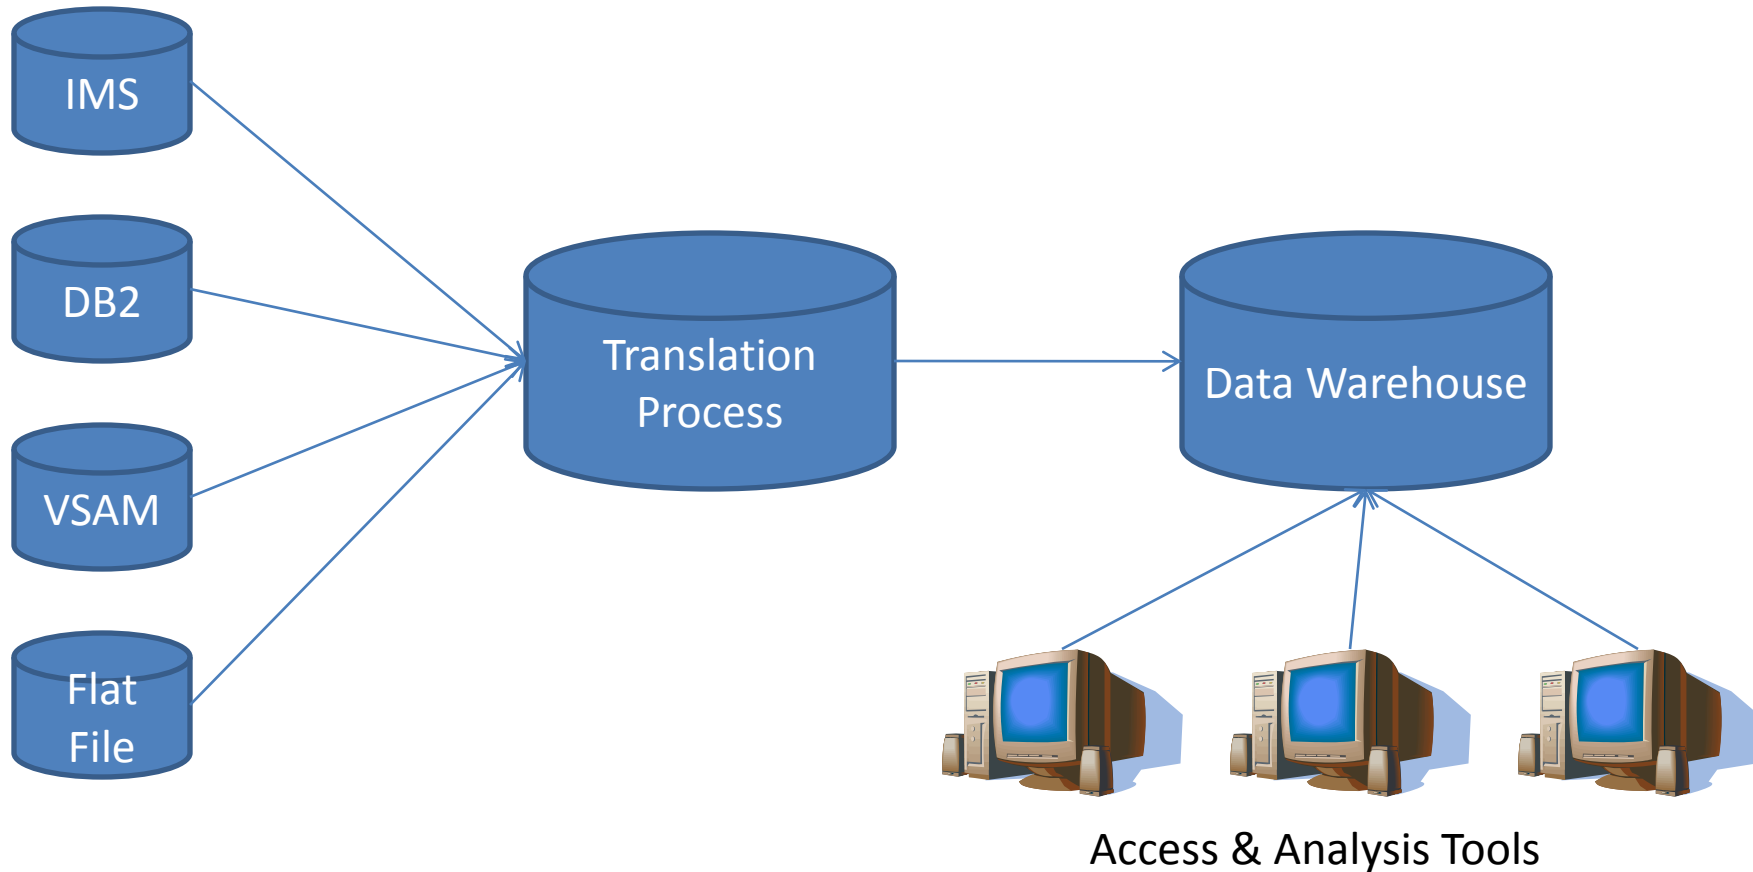 IMS
DB2
VSAM
Flat
File
Translation
Process
Data Warehouse
Access & Analysis Tools